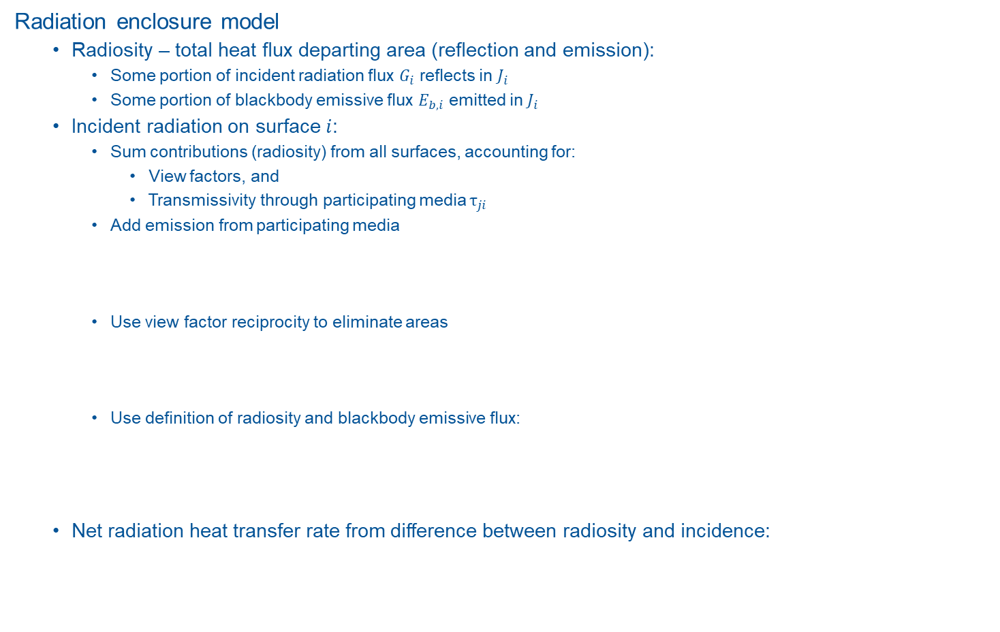 Radiation enclosure model
• Radiosity – total heat flux departing area (reflection and emission):
• Some portion of incident radiation flux 𝐺ᵢ reflects in 𝐽ᵢ
• Some portion of blackbody emissive flux 𝐸_{b,i} emitted in 𝐽ᵢ
• Incident radiation on surface 𝑖:
• Sum contributions (radiosity) from all surfaces, accounting for:
• View factors, and
• Transmissivity through participating media τ_{ji}
• Add emission from participating media
• Use view factor reciprocity to eliminate areas
• Use definition of radiosity and blackbody emissive flux:
• Net radiation heat transfer rate from difference between radiosity and incidence: